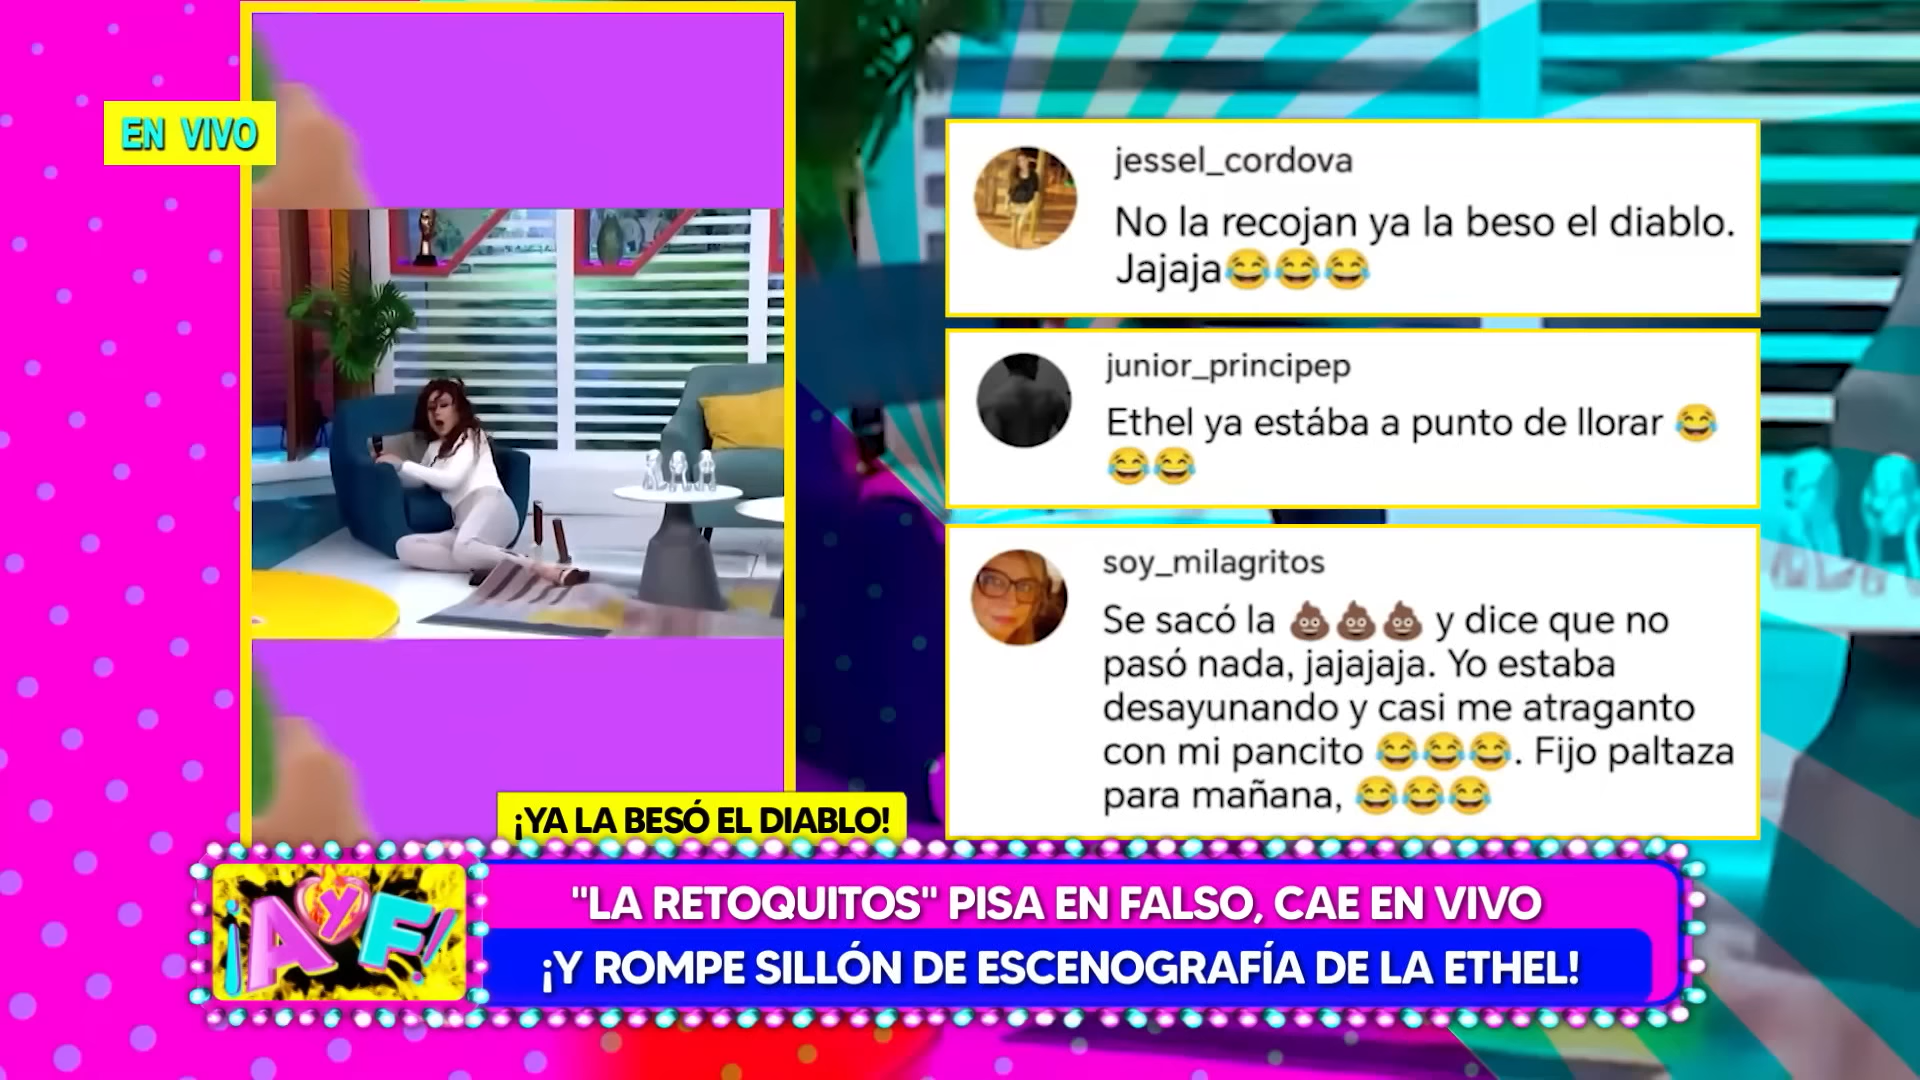 EN VIVO
jessel_cordova
No la recojan ya la beso el diablo.
Jajaja😂😂😂
junior_principep
Ethel ya estába a punto de llorar 😂
😂😂
soy_milagritos
Se sacó la 💩💩💩 y dice que no
pasó nada, jajajaja. Yo estaba
desayunando y casi me atraganto
con mi pancito 😂😂😂. Fijo paltaza
para mañana, 😂😂😂
¡YA LA BESÓ EL DIABLO!
¡AyF!
"LA RETOQUITOS" PISA EN FALSO, CAE EN VIVO
¡Y ROMPE SILLÓN DE ESCENOGRAFÍA DE LA ETHEL!